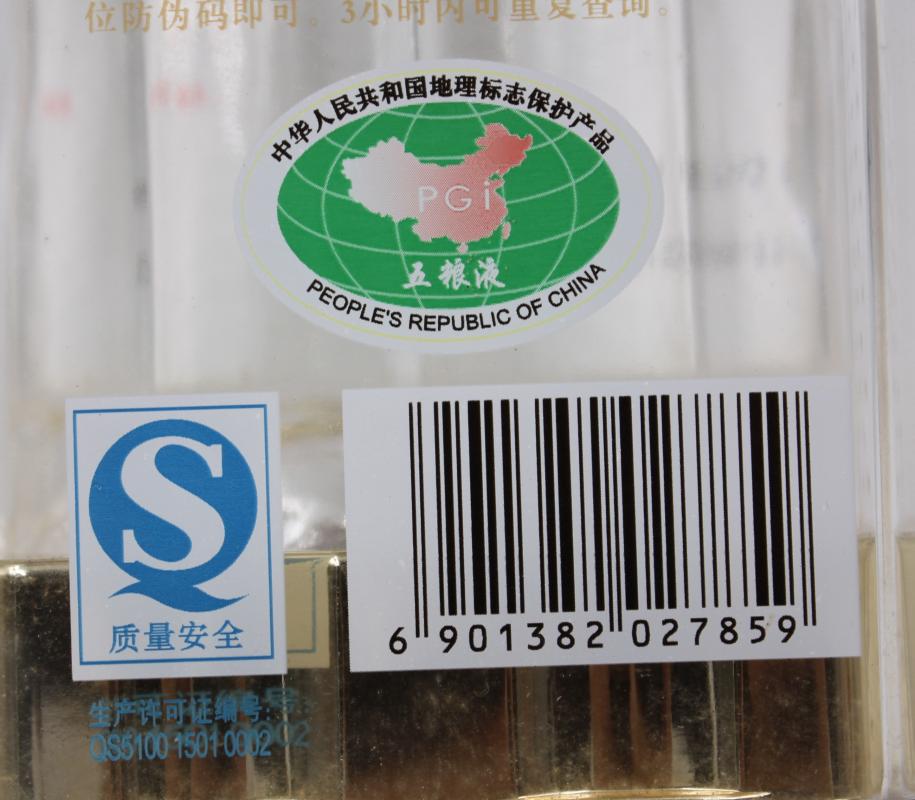 位防伪码即可。3小时内可重复查询。
中华人民共和国地理标志保护产品
PGi
五粮液
PEOPLE'S REPUBLIC OF CHINA
S
质量安全
6 901382 027859
生产许可证编号:
QS5100 1501 0002